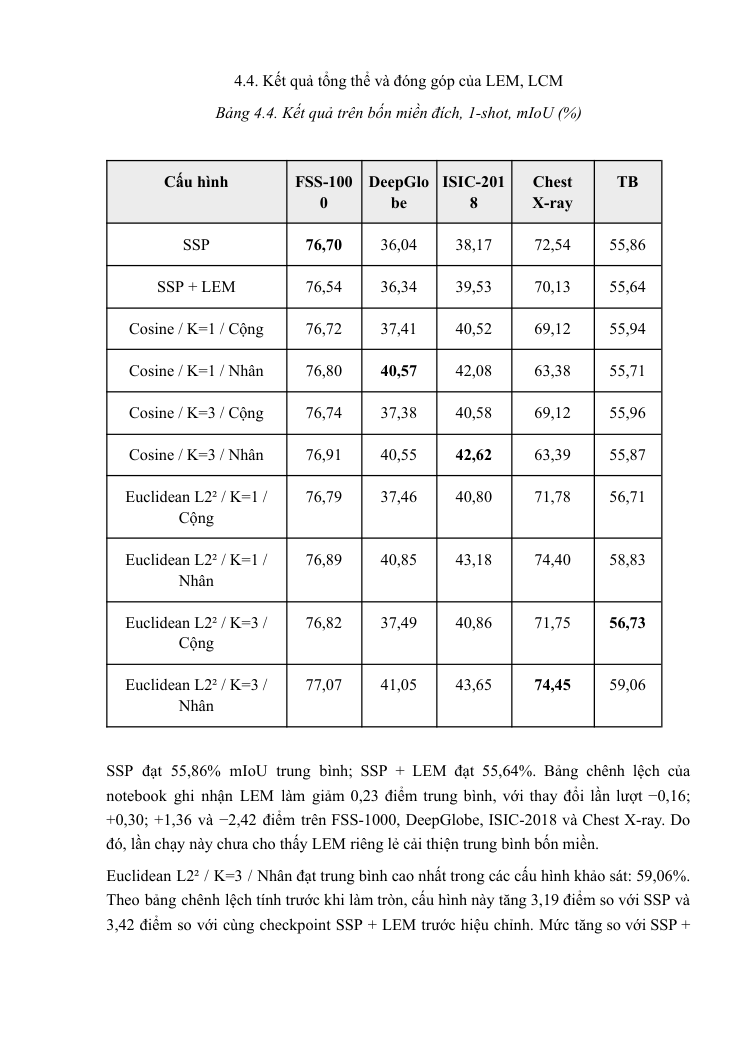 4.4. Kết quả tổng thể và đóng góp của LEM, LCM
Bảng 4.4. Kết quả trên bốn miền đích, 1-shot, mIoU (%)
Cấu hình FSS-100 DeepGlo ISIC-201 Chest TB
0 be 8 X-ray
SSP 76,70 36,04 38,17 72,54 55,86
SSP + LEM 76,54 36,34 39,53 70,13 55,64
Cosine / K=1 / Cộng 76,72 37,41 40,52 69,12 55,94
Cosine / K=1 / Nhân 76,80 40,57 42,08 63,38 55,71
Cosine / K=3 / Cộng 76,74 37,38 40,58 69,12 55,96
Cosine / K=3 / Nhân 76,91 40,55 42,62 63,39 55,87
Euclidean L2² / K=1 / 76,79 37,46 40,80 71,78 56,71
Cộng
Euclidean L2² / K=1 / 76,89 40,85 43,18 74,40 58,83
Nhân
Euclidean L2² / K=3 / 76,82 37,49 40,86 71,75 56,73
Cộng
Euclidean L2² / K=3 / 77,07 41,05 43,65 74,45 59,06
Nhân
SSP đạt 55,86% mIoU trung bình; SSP + LEM đạt 55,64%. Bảng chênh lệch của
notebook ghi nhận LEM làm giảm 0,23 điểm trung bình, với thay đổi lần lượt −0,16;
+0,30; +1,36 và −2,42 điểm trên FSS-1000, DeepGlobe, ISIC-2018 và Chest X-ray. Do
đó, lần chạy này chưa cho thấy LEM riêng lẻ cải thiện trung bình bốn miền.
Euclidean L2² / K=3 / Nhân đạt trung bình cao nhất trong các cấu hình khảo sát: 59,06%.
Theo bảng chênh lệch tính trước khi làm tròn, cấu hình này tăng 3,19 điểm so với SSP và
3,42 điểm so với cùng checkpoint SSP + LEM trước hiệu chỉnh. Mức tăng so với SSP +